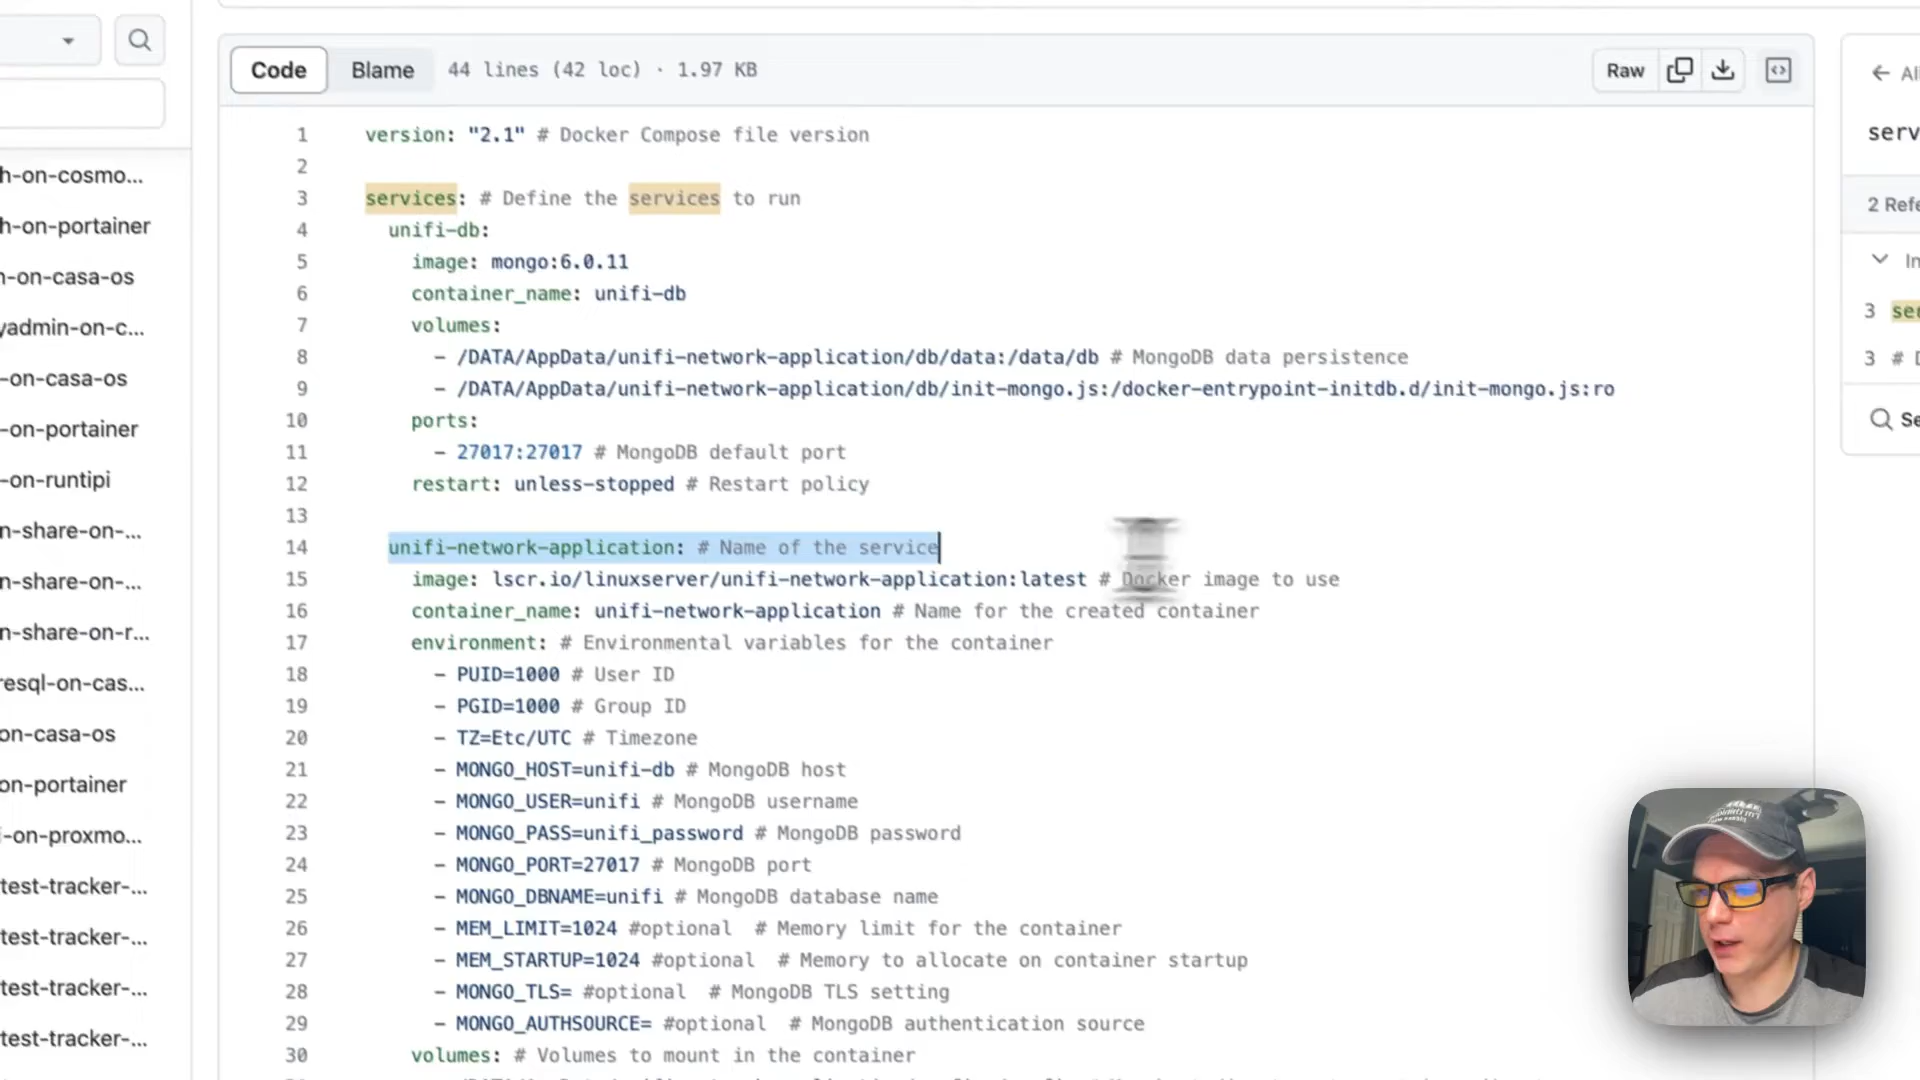 Code Blame 44 lines (42 loc) · 1.97 KB Raw
1 version: "2.1" # Docker Compose file version
2
3 services: # Define the services to run
4 unifi-db:
5 image: mongo:6.0.11
6 container_name: unifi-db
7 volumes:
8 - /DATA/AppData/unifi-network-application/db/data:/data/db # MongoDB data persistence
9 - /DATA/AppData/unifi-network-application/db/init-mongo.js:/docker-entrypoint-initdb.d/init-mongo.js:ro
10 ports:
11 - 27017:27017 # MongoDB default port
12 restart: unless-stopped # Restart policy
13
14 unifi-network-application: # Name of the service
15 image: lscr.io/linuxserver/unifi-network-application:latest # Docker image to use
16 container_name: unifi-network-application # Name for the created container
17 environment: # Environmental variables for the container
18 - PUID=1000 # User ID
19 - PGID=1000 # Group ID
20 - TZ=Etc/UTC # Timezone
21 - MONGO_HOST=unifi-db # MongoDB host
22 - MONGO_USER=unifi # MongoDB username
23 - MONGO_PASS=unifi_password # MongoDB password
24 - MONGO_PORT=27017 # MongoDB port
25 - MONGO_DBNAME=unifi # MongoDB database name
26 - MEM_LIMIT=1024 #optional # Memory limit for the container
27 - MEM_STARTUP=1024 #optional # Memory to allocate on container startup
28 - MONGO_TLS= #optional # MongoDB TLS setting
29 - MONGO_AUTHSOURCE= #optional # MongoDB authentication source
30 volumes: # Volumes to mount in the container
h-on-cosmo...
h-on-portainer
n-on-casa-os
yadmin-on-c...
-on-casa-os
-on-portainer
-on-runtipi
n-share-on-...
n-share-on-...
n-share-on-r...
resql-on-cas...
on-casa-os
on-portainer
i-on-proxmo...
test-tracker-...
test-tracker-...
test-tracker-...
test-tracker-...
← All
serv
2 Refe
In
3 ser
3 #
Se